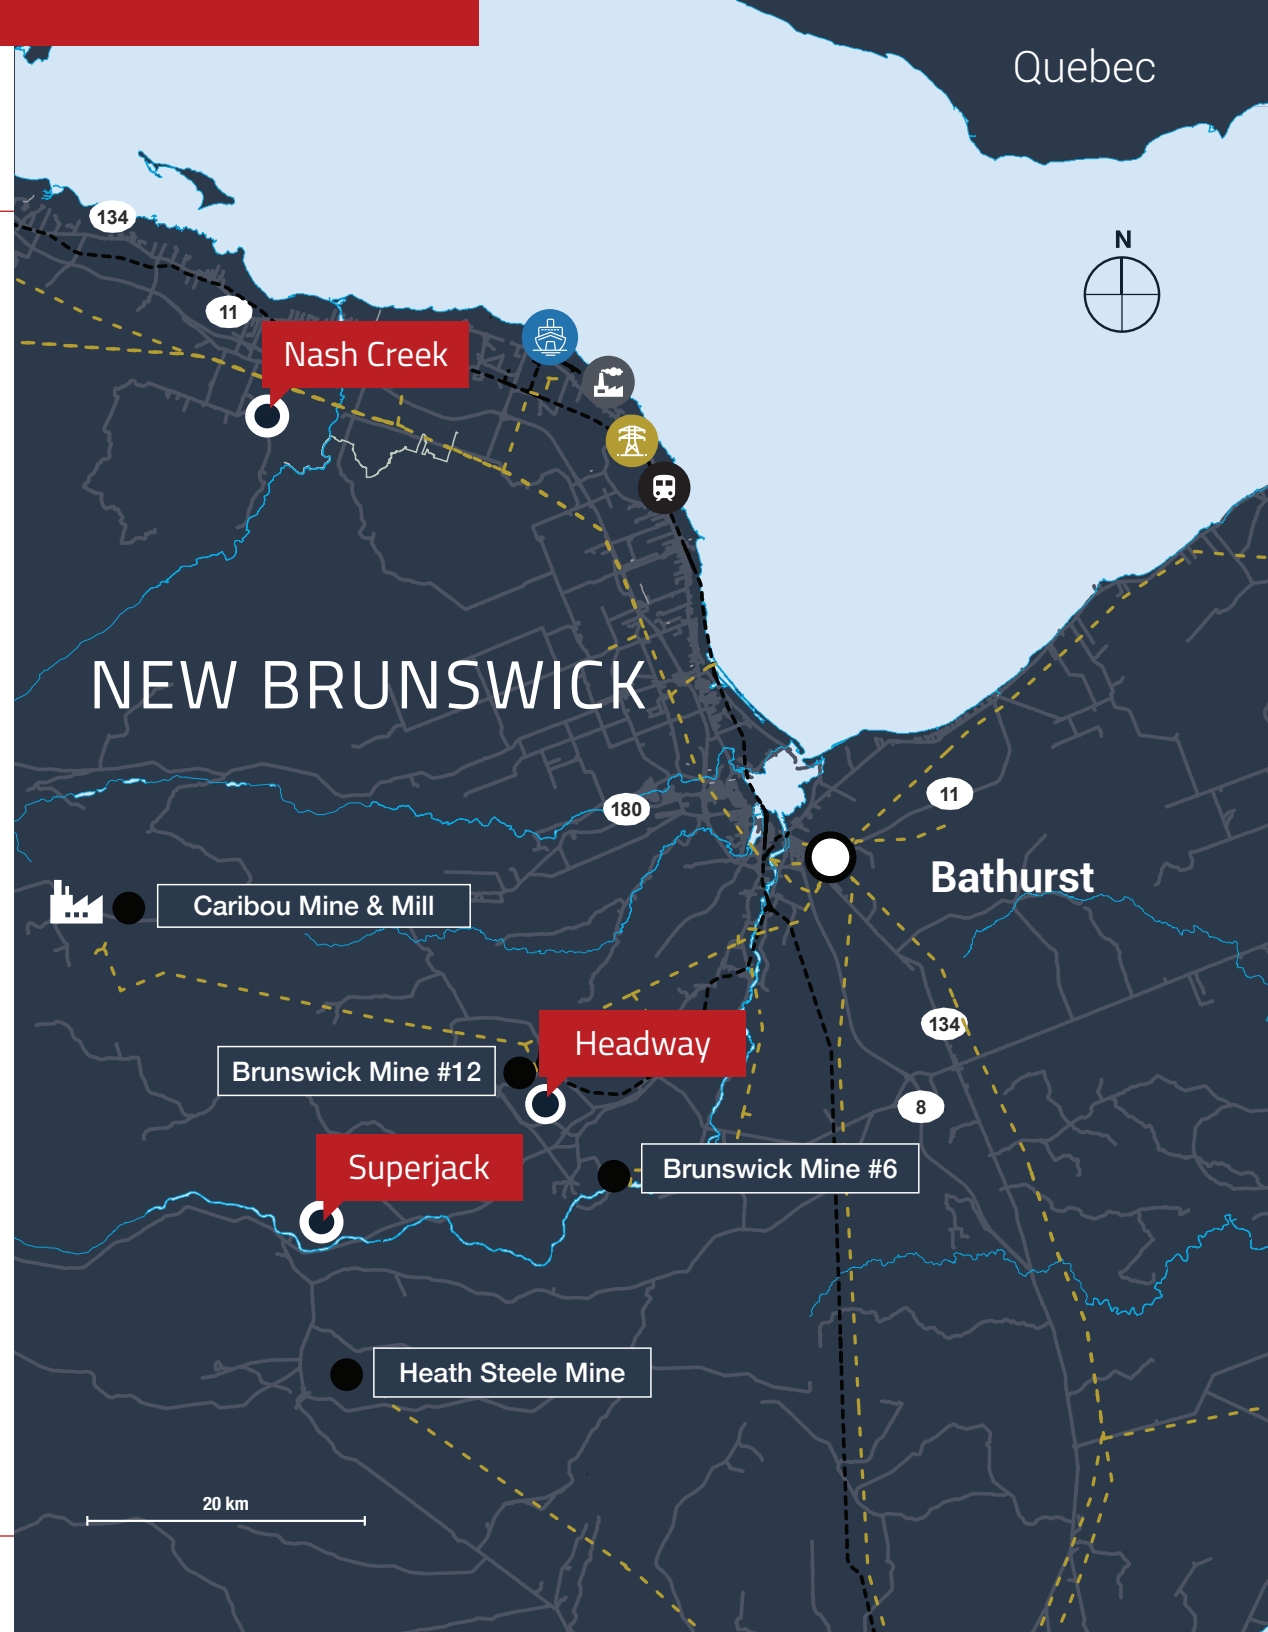 Quebec
134
N
11
Nash Creek
NEW BRUNSWICK
11
180
Bathurst
Caribou Mine & Mill
134
Headway
Brunswick Mine #12
8
Superjack
Brunswick Mine #6
Heath Steele Mine
20 km